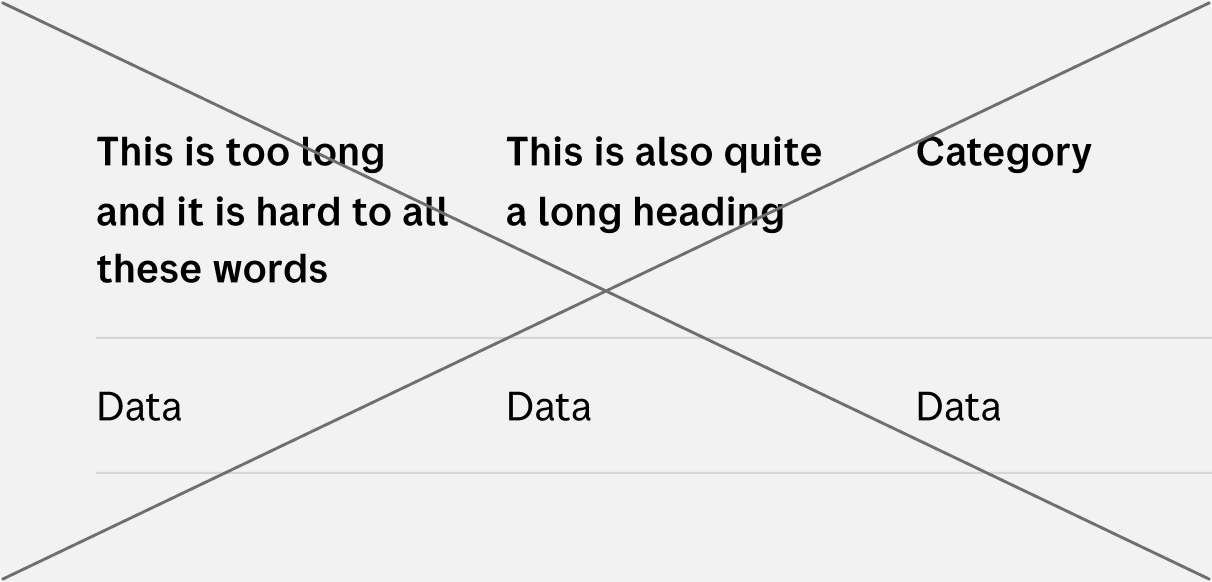 This is too long
and it is hard to all
these words
This is also quite
a long heading
Category
Data
Data
Data